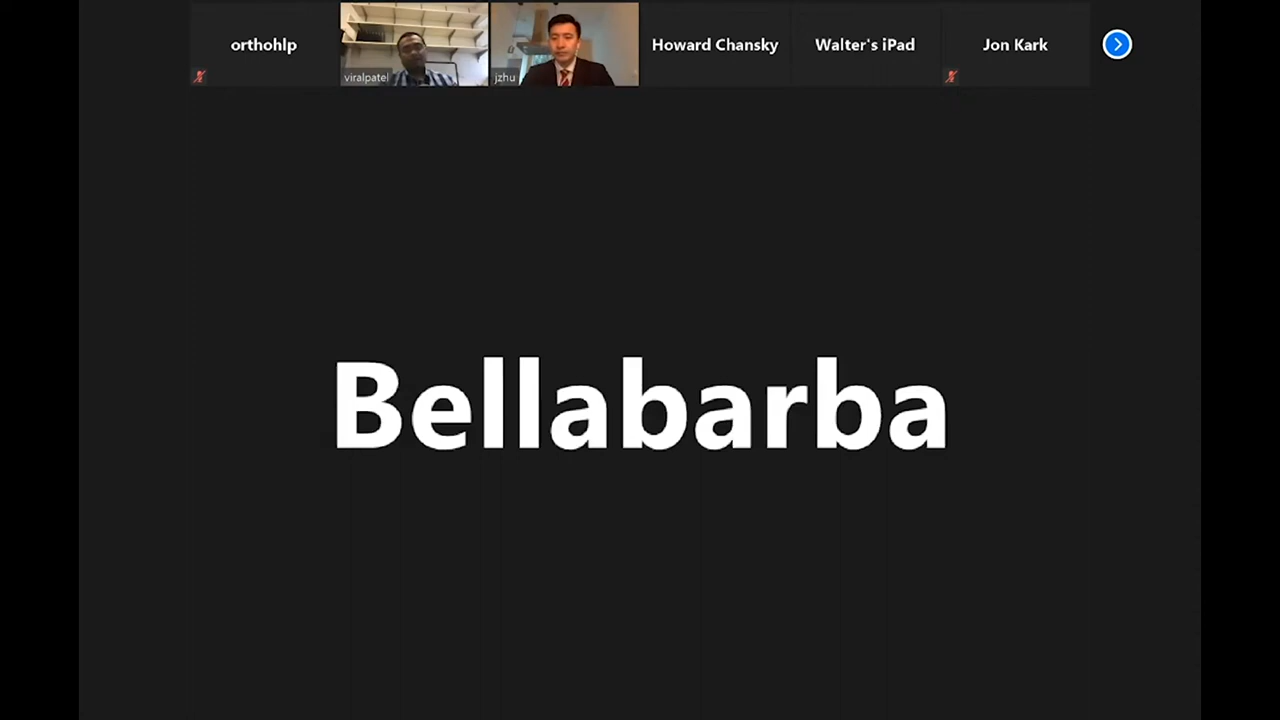 orthohlp
viralpatel
jzhu
Howard Chansky
Walter's iPad
Jon Kark
Bellabarba